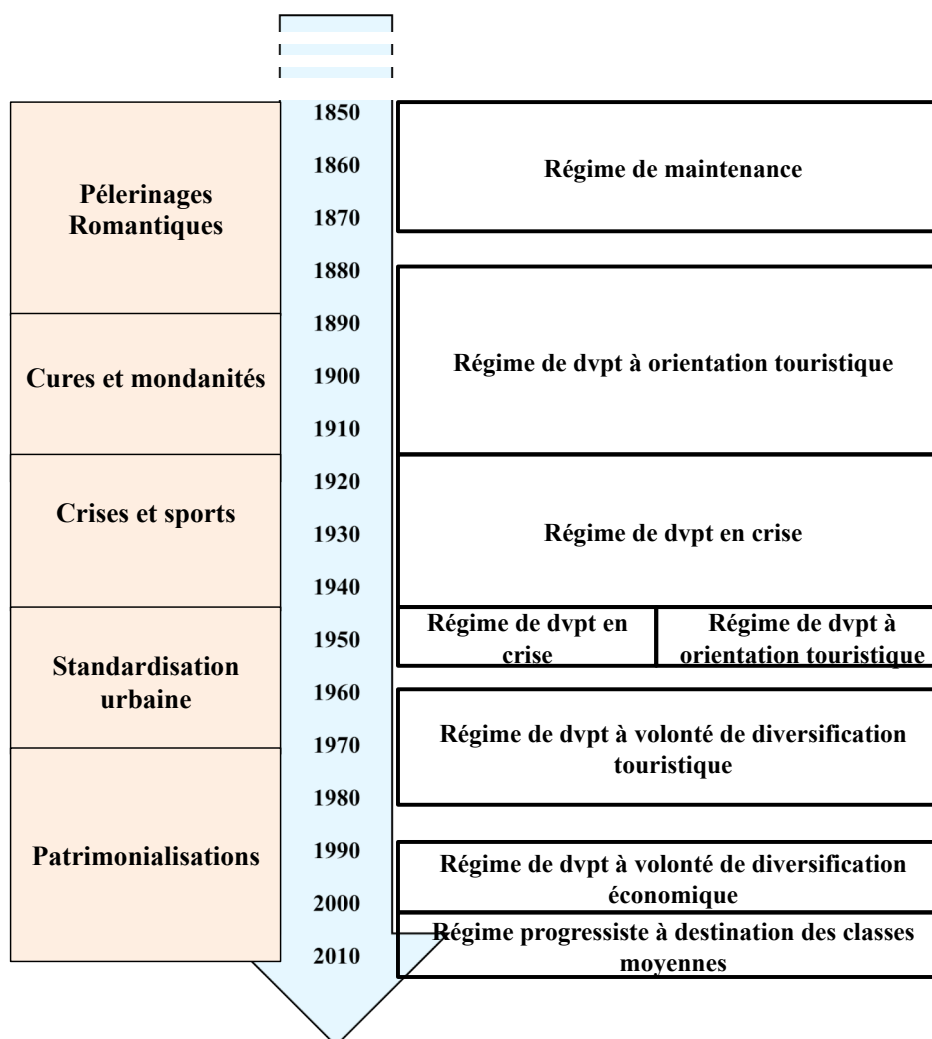 Pélerinages
Romantiques
Cures et mondanités
Crises et sports
Standardisation
urbaine
Patrimonialisations
1850
1860
1870
1880
1890
1900
1910
1920
1930
1940
1950
1960
1970
1980
1990
2000
2010
Régime de maintenance
Régime de dvpt à orientation touristique
Régime de dvpt en crise
Régime de dvpt en
crise
Régime de dvpt à
orientation touristique
Régime de dvpt à volonté de diversification
touristique
Régime de dvpt à volonté de diversification
économique
Régime progressiste à destination des classes
moyennes